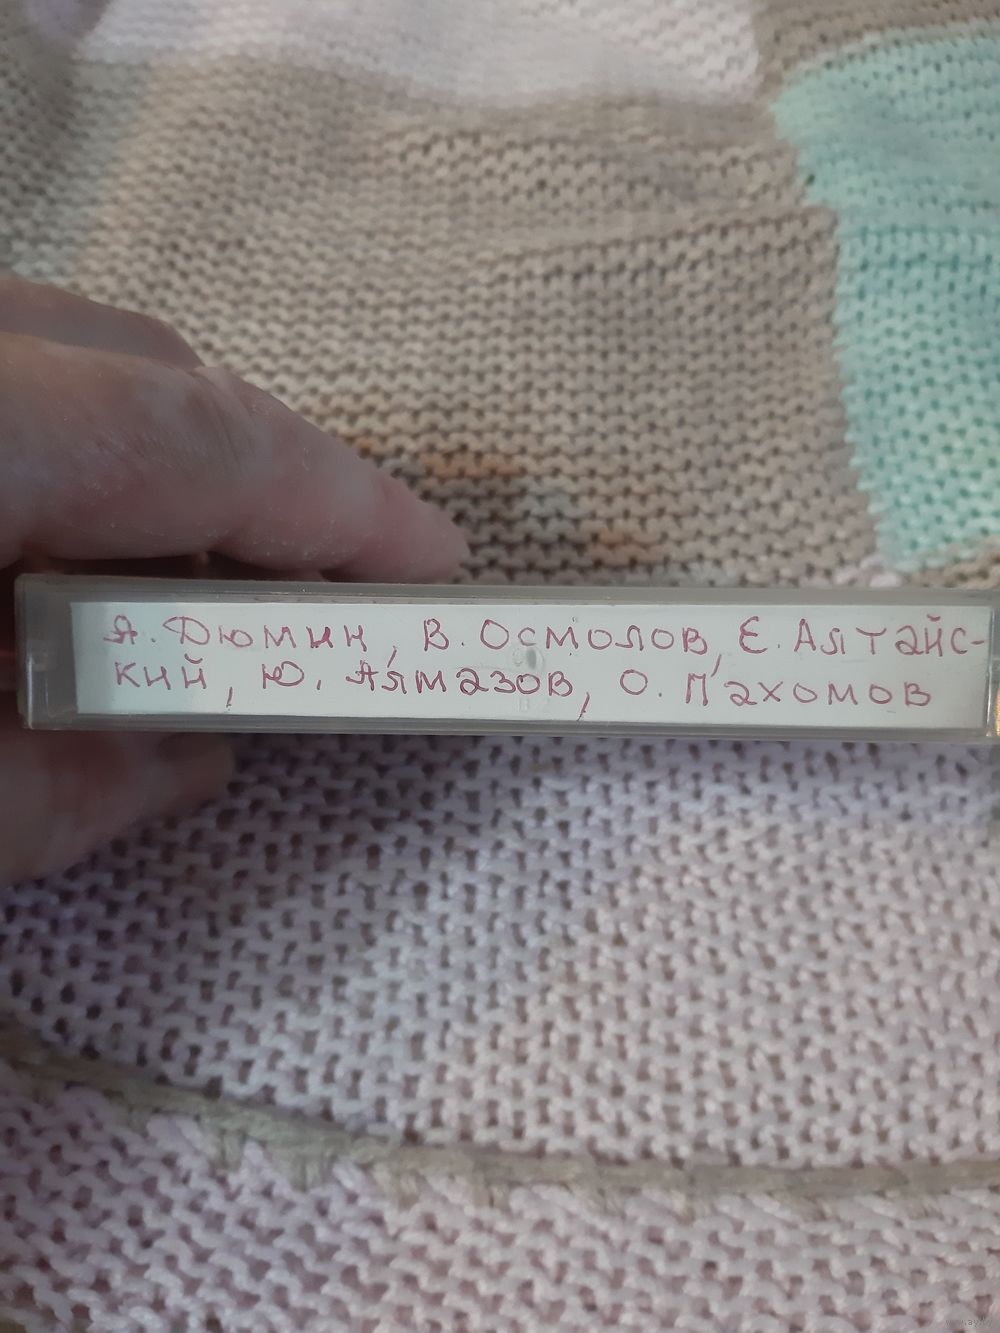 А. Дюмин, В. Осмолов, Е. Алтайс-
кий, Ю. Алмазов, О. Пахомов